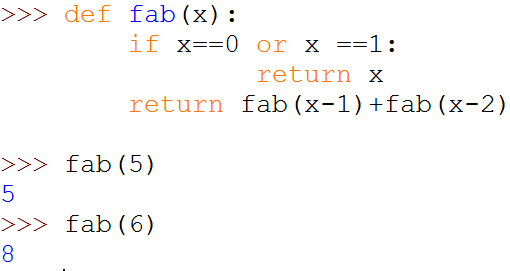 >>> def fab(x):
        if x==0 or x ==1:
                return x
        return fab(x-1)+fab(x-2)

>>> fab(5)
5
>>> fab(6)
8